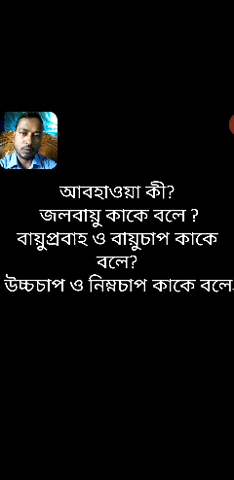 আবহাওয়া কী?
জলবায়ু কাকে বলে ?
বায়ুপ্রবাহ ও বায়ুচাপ কাকে
বলে?
উচ্চচাপ ও নিম্নচাপ কাকে বলে.